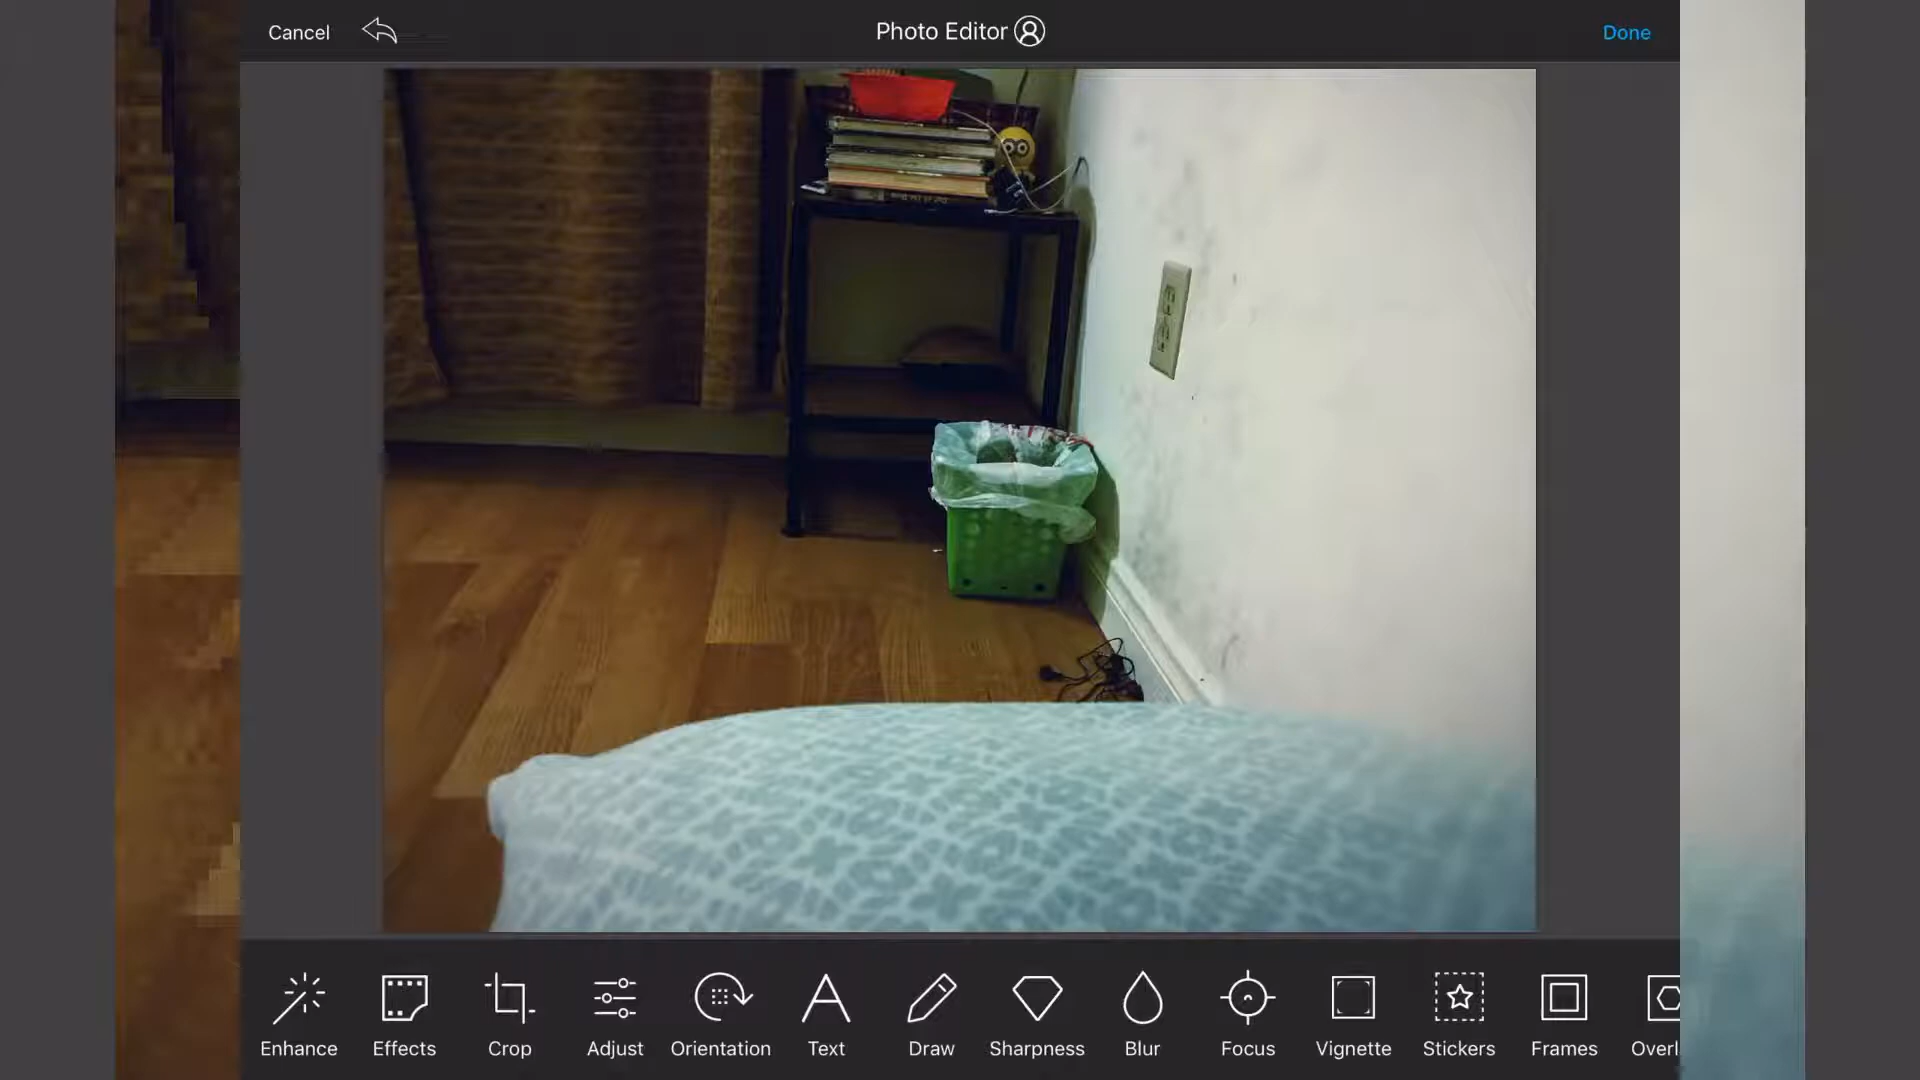 Cancel
Photo Editor
Done
Enhance
Effects
Crop
Adjust
Orientation
Text
Draw
Sharpness
Blur
Focus
Vignette
Stickers
Frames
Overl